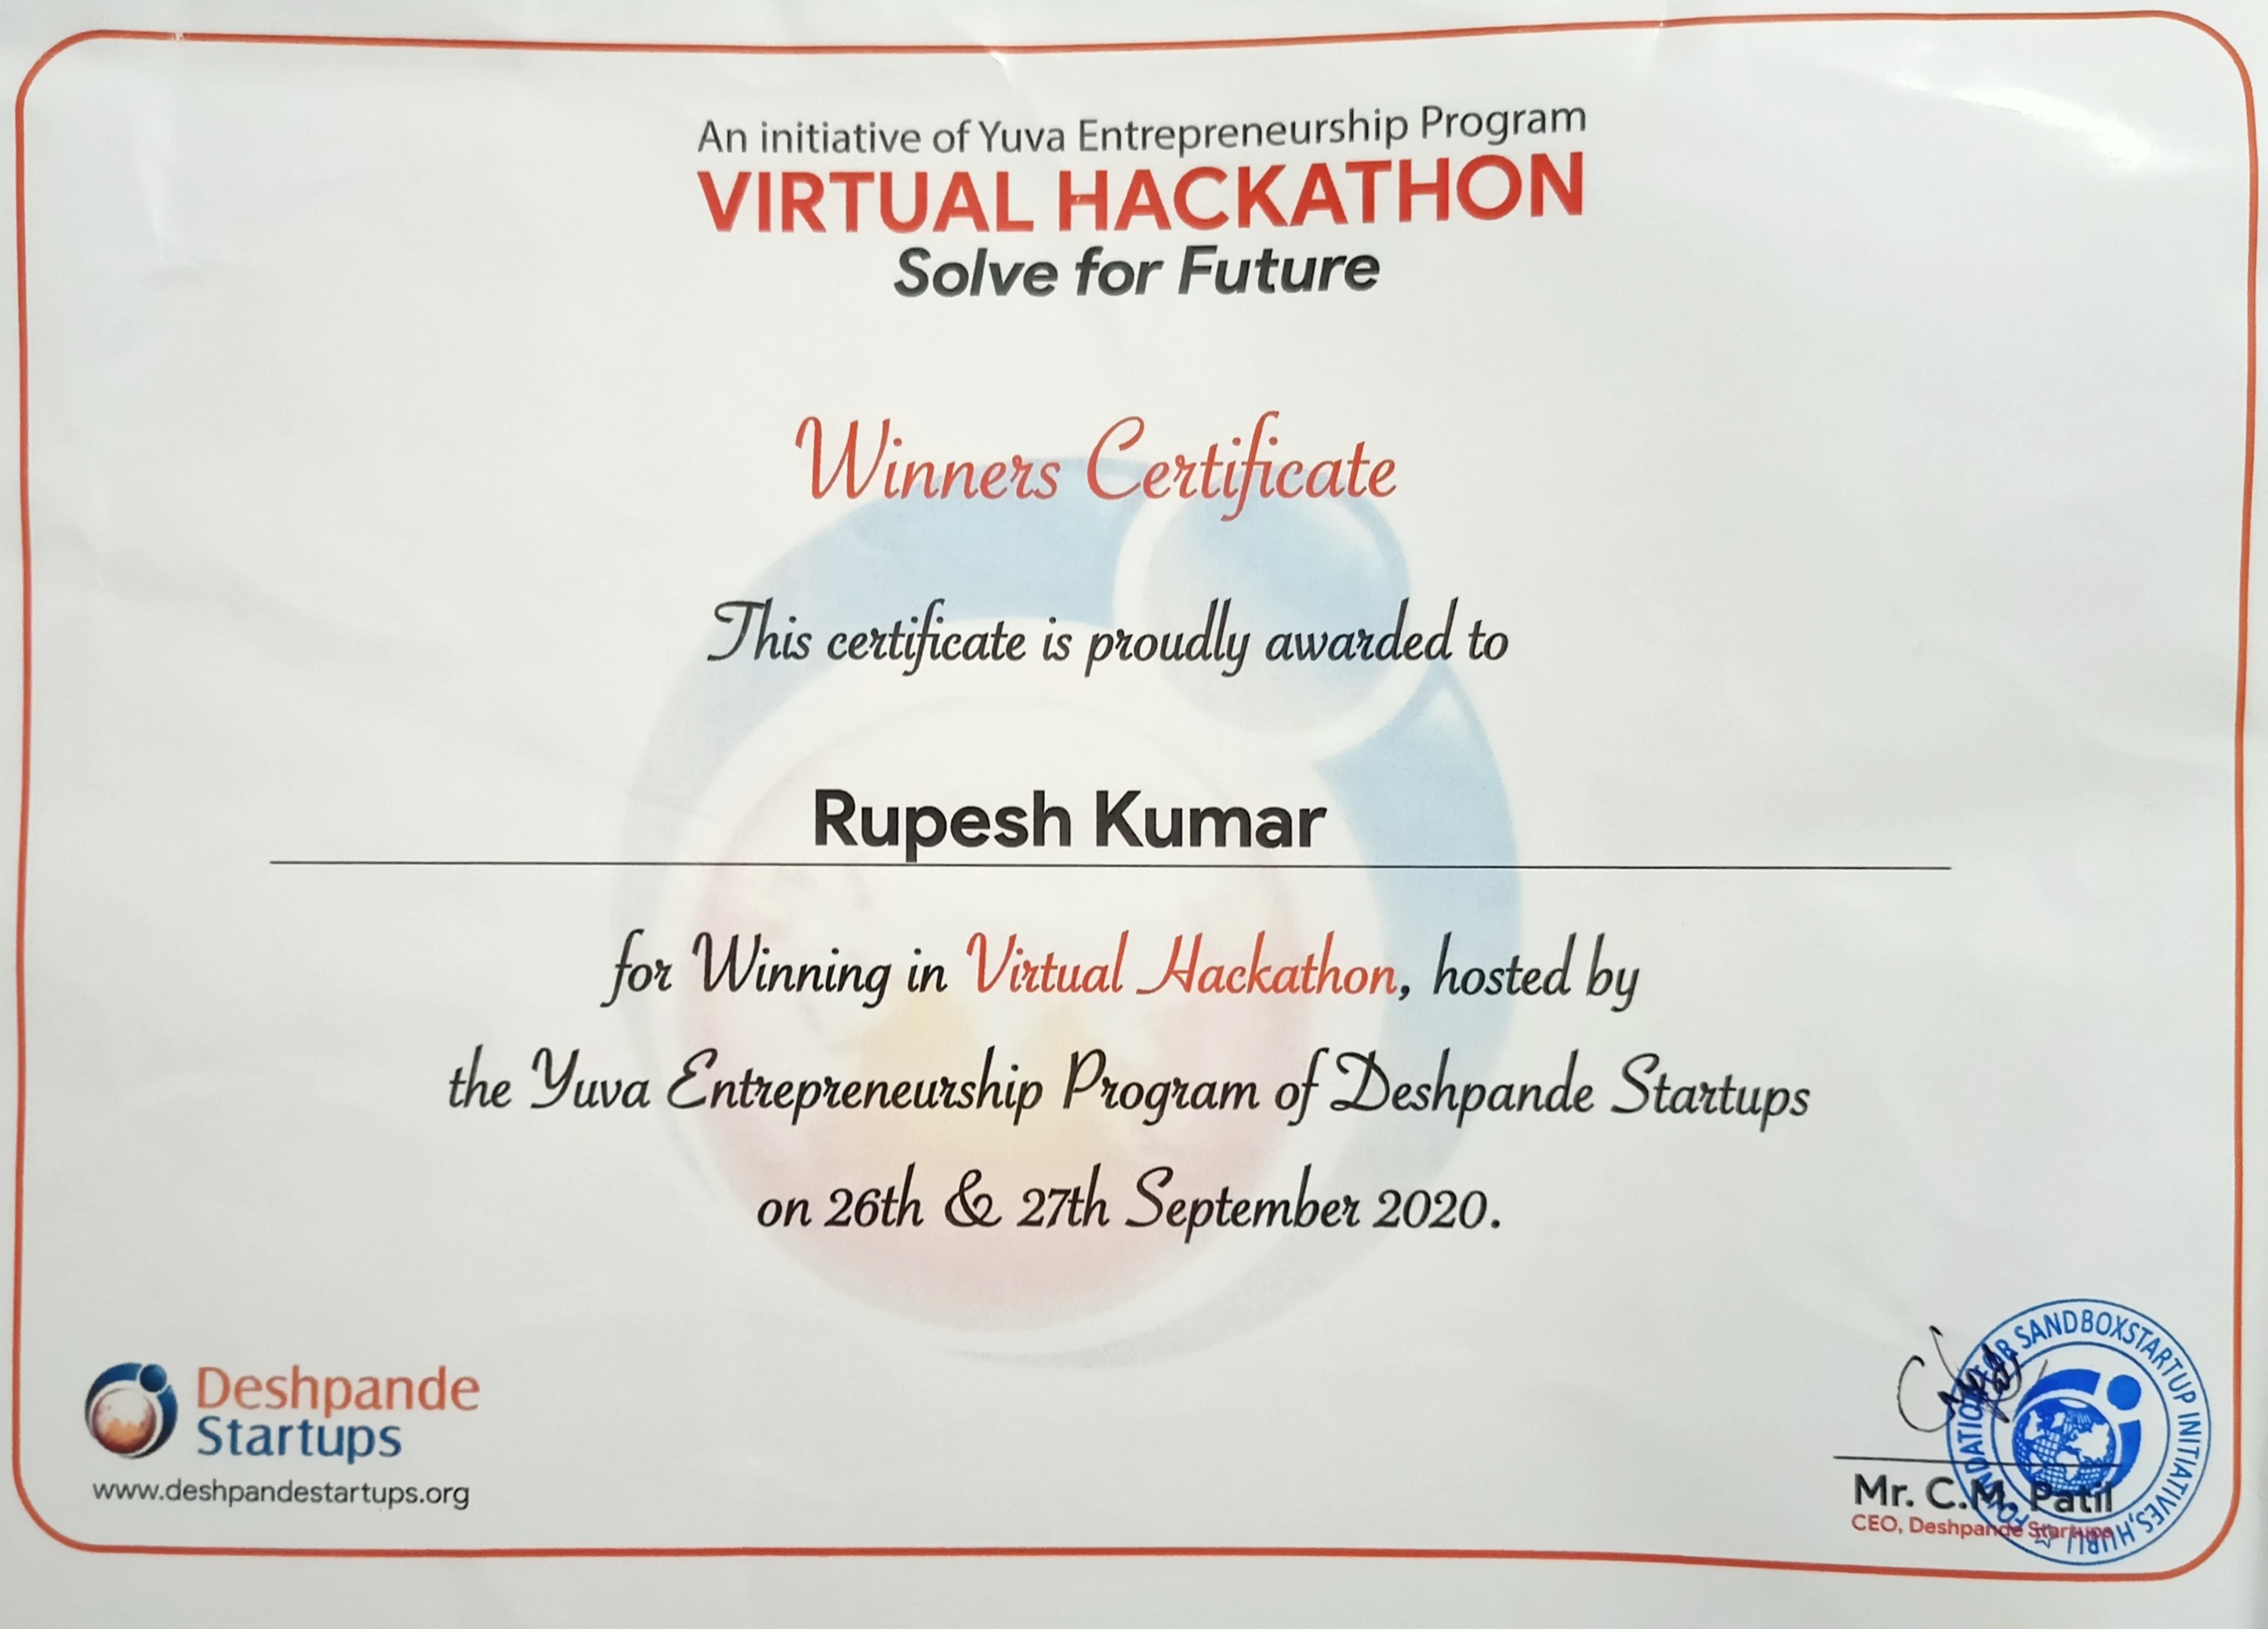 An initiative of Yuva Entrepreneurship Program
VIRTUAL HACKATHON
Solve for Future
Winners Certificate
This certificate is proudly awarded to
Rupesh Kumar
for Winning in Virtual Hackathon, hosted by
the Yuva Entrepreneurship Program of Deshpande Startups
on 26th & 27th September 2020.
Deshpande
Startups
www.deshpandestartups.org
SANDBOXSTARTUP INITIATIVES, HUBLI
Mr. C.M. Patil
CEO, Deshpande Startups